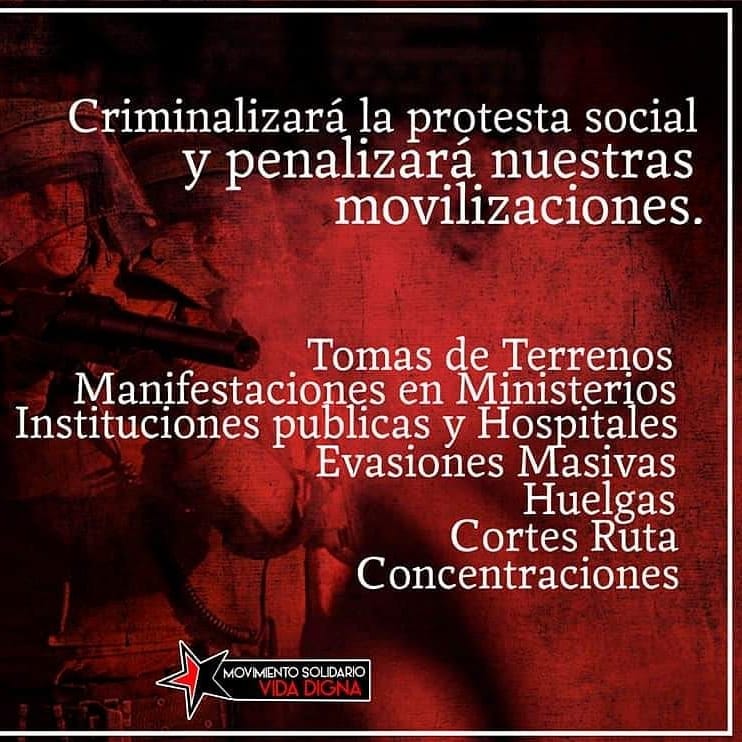 Criminalizará la protesta social
y penalizará nuestras
movilizaciones.
Tomas de Terrenos
Manifestaciones en Ministerios
Instituciones publicas y Hospitales
Evasiones Masivas
Huelgas
Cortes Ruta
Concentraciones
MOVIMIENTO SOLIDARIO
VIDA DIGNA